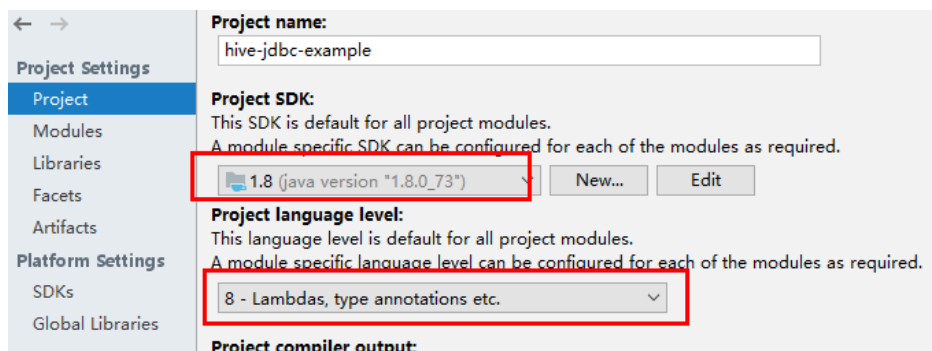 ← →
Project Settings
Project
Modules
Libraries
Facets
Artifacts
Platform Settings
SDKs
Global Libraries
Project name:
hive-jdbc-example
Project SDK:
This SDK is default for all project modules.
A module specific SDK can be configured for each of the modules as required.
1.8 (java version "1.8.0_73")
New...
Edit
Project language level:
This language level is default for all project modules.
A module specific language level can be configured for each of the modules as required.
8 - Lambdas, type annotations etc.
Project compiler output: